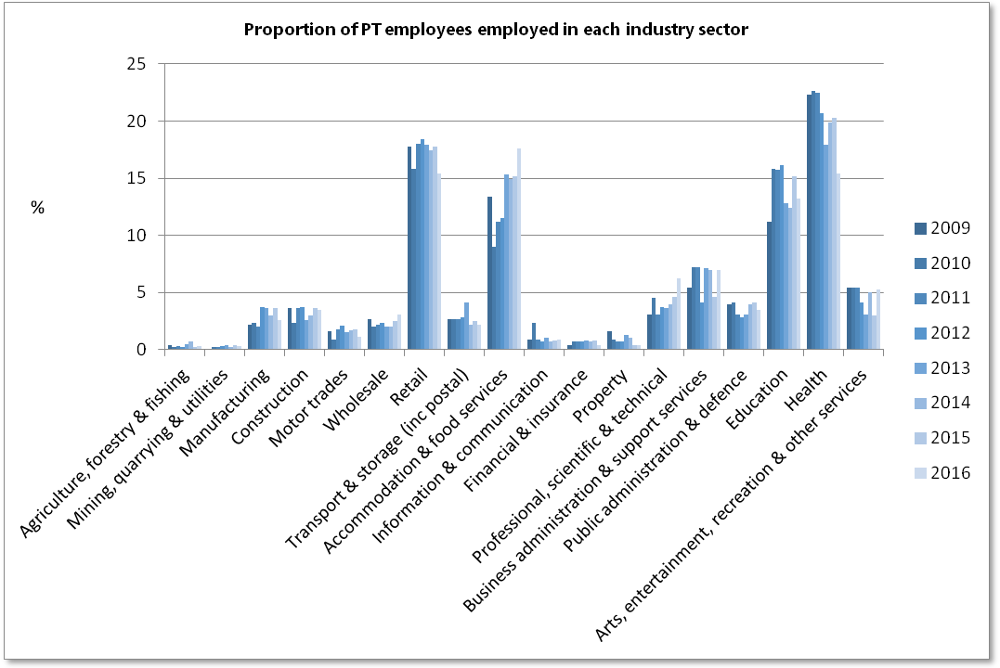 Proportion of PT employees employed in each industry sector
25
20
15
10
5
0
%
Agriculture, forestry & fishing
Mining, quarrying & utilities
Manufacturing
Construction
Motor trades
Wholesale
Retail
Transport & storage (inc postal)
Accommodation & food services
Information & communication
Financial & insurance
Property
Professional, scientific & technical
Business administration & support services
Public administration & defence
Education
Health
Arts, entertainment, recreation & other services
2009
2010
2011
2012
2013
2014
2015
2016